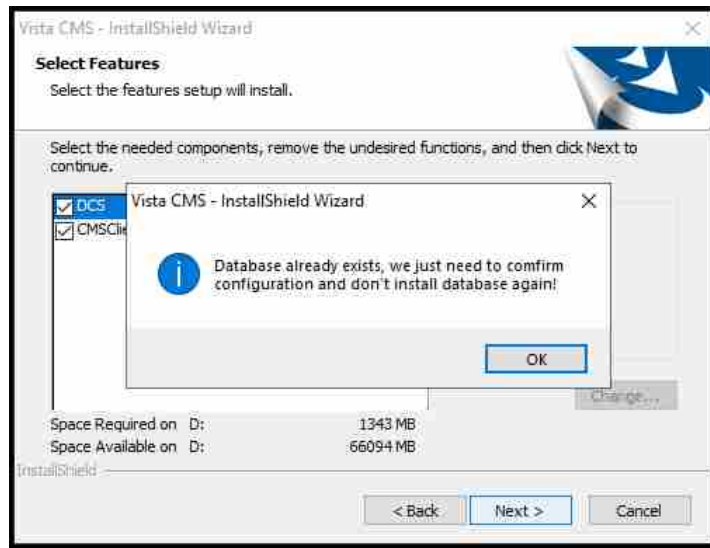 Vista CMS - InstallShield Wizard
Select Features
Select the features setup will install.
Select the needed components, remove the undesired functions, and then click Next to
continue.
DCS
CMSClie
Vista CMS - InstallShield Wizard
Database already exists, we just need to comfirm
configuration and don't install database again!
OK
Change...
Space Required on D: 1343 MB
Space Available on D: 66094 MB
InstallShield
< Back Next > Cancel